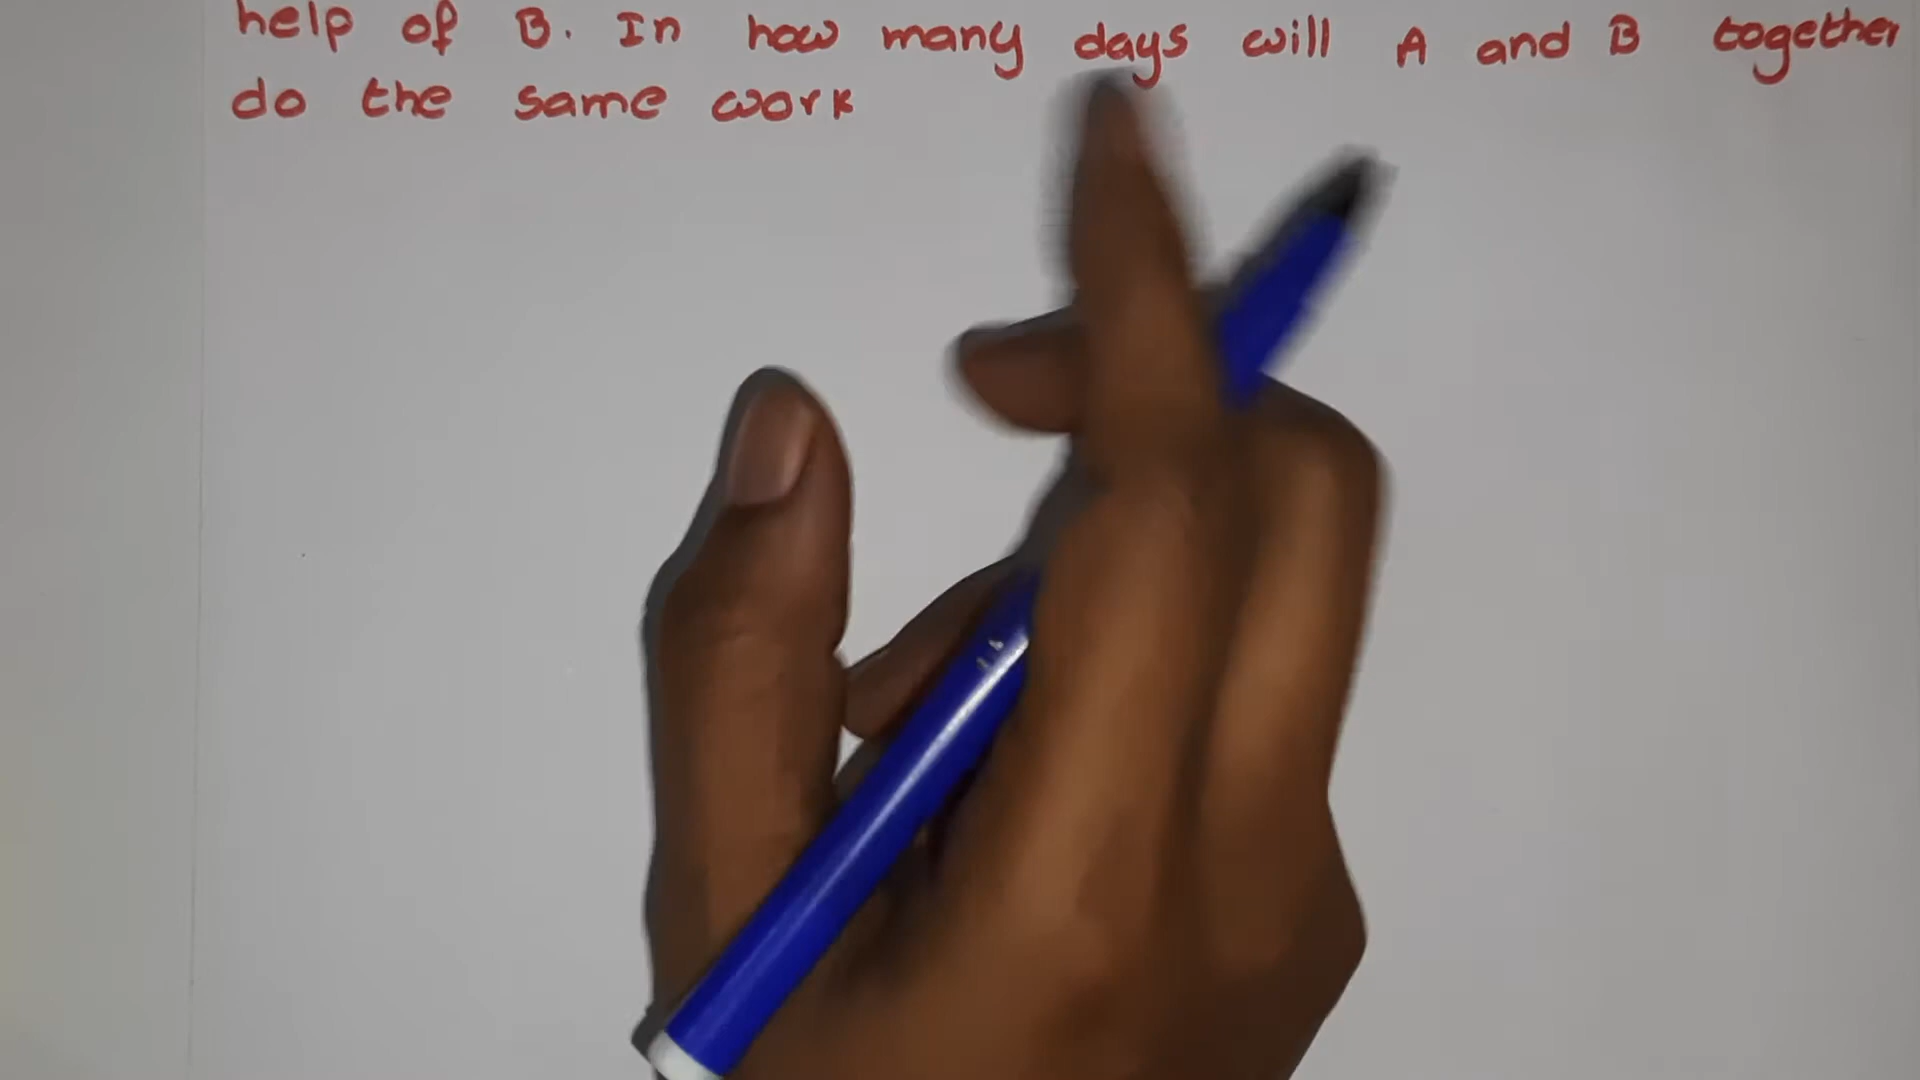 help of B. In how many days will A and B together
do the same work